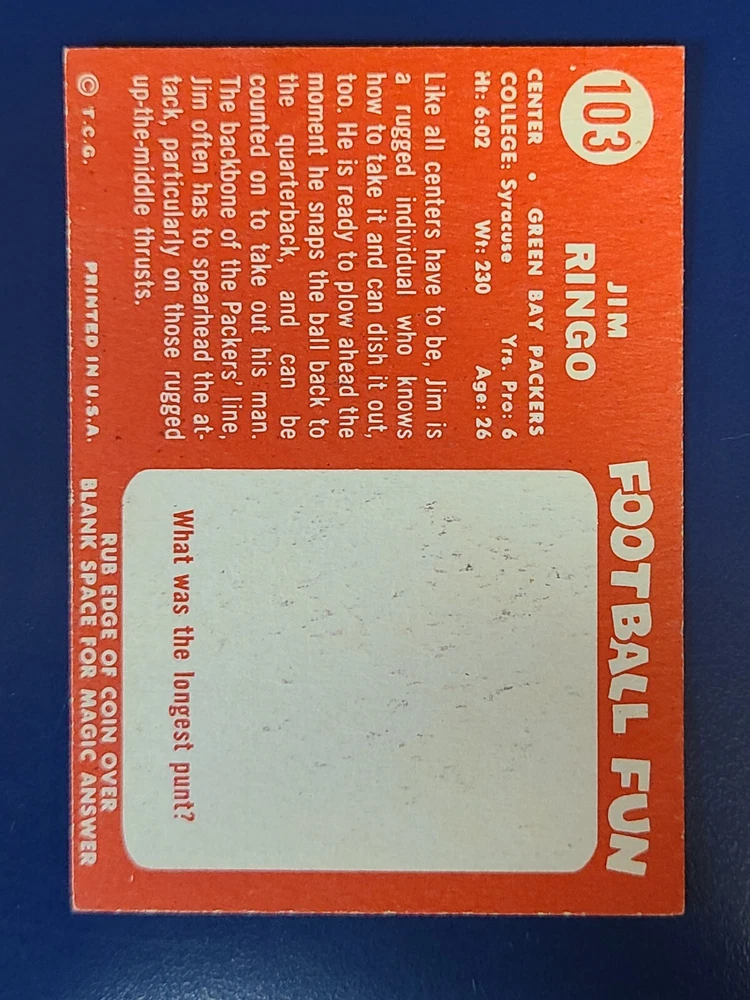 103
JIM
RINGO
CENTER • GREEN BAY PACKERS
COLLEGE: Syracuse Yrs. Pro: 6
Ht: 6:02 Wt: 230 Age: 26
Like all centers have to be, Jim is
a rugged individual who knows
how to take it and can dish it out,
too. He is ready to plow ahead the
moment he snaps the ball back to
the quarterback, and can be
counted on to take out his man.
The backbone of the Packers' line,
Jim often has to spearhead the at-
tack, particularly on those rugged
up-the-middle thrusts.
© T.C.G. PRINTED IN U.S.A.
FOOTBALL FUN
What was the longest punt?
RUB EDGE OF COIN OVER
BLANK SPACE FOR MAGIC ANSWER